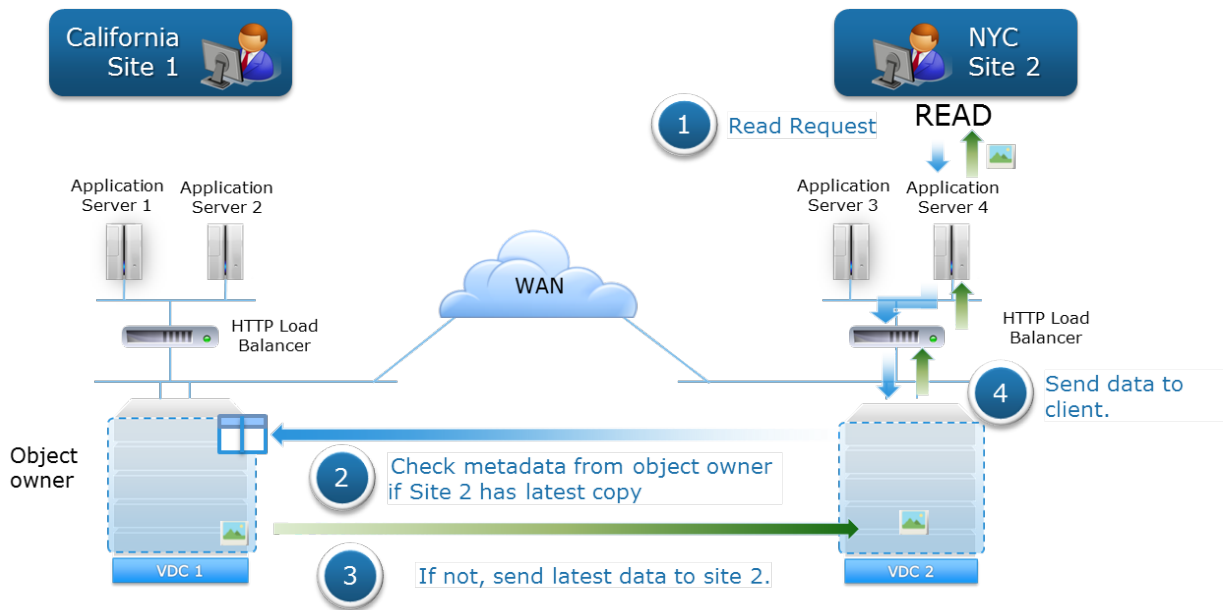 California
Site 1
NYC
Site 2
1
Read Request
READ
Application
Server 1
Application
Server 2
Application
Server 3
Application
Server 4
WAN
HTTP Load
Balancer
HTTP Load
Balancer
4
Send data to
client.
Object
owner
2
Check metadata from object owner
if Site 2 has latest copy
3
If not, send latest data to site 2.
VDC 1
VDC 2